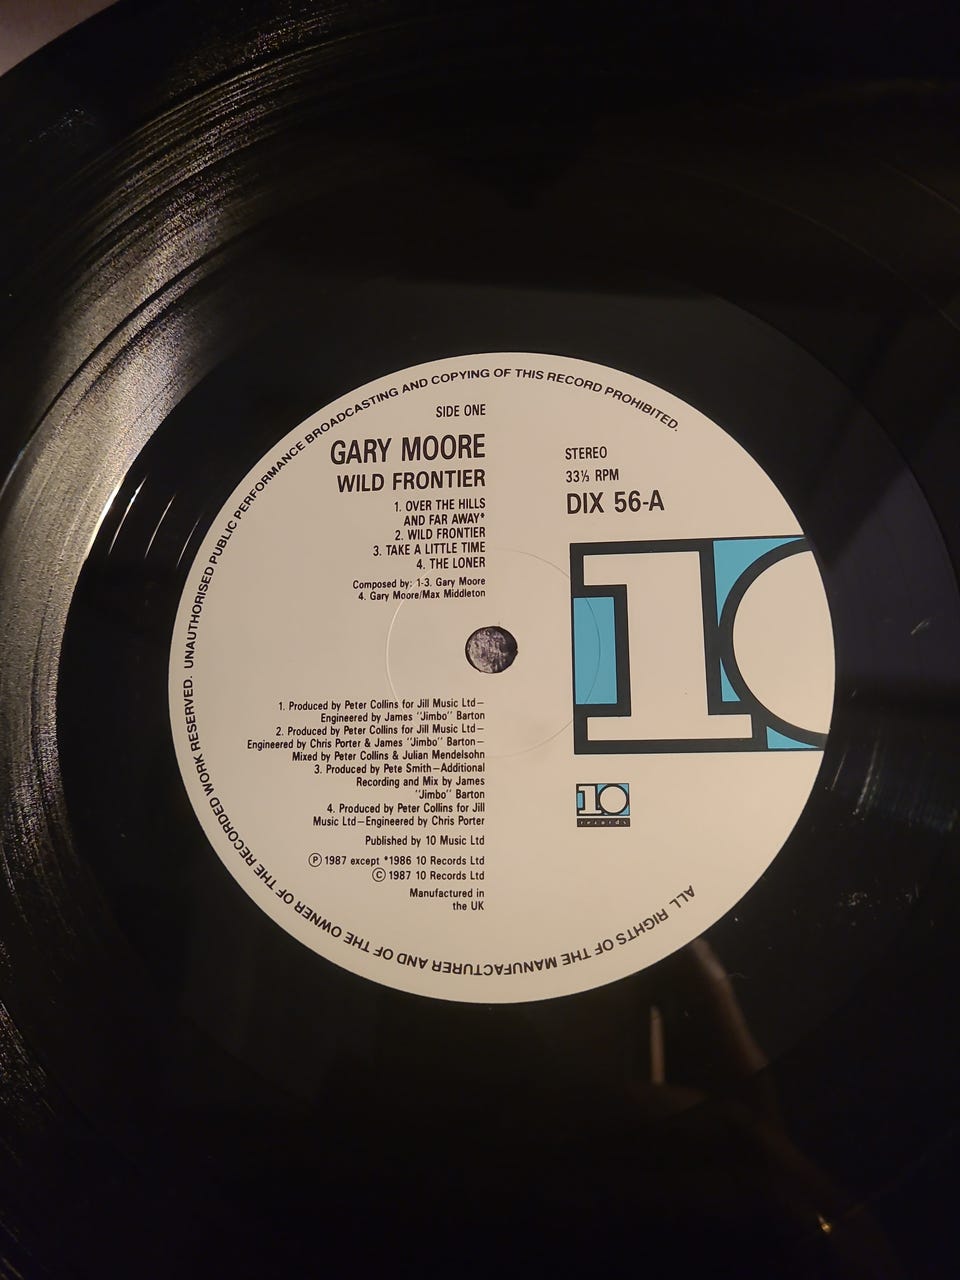 UNAUTHORISED PUBLIC PERFORMANCE BROADCASTING AND COPYING OF THIS RECORD PROHIBITED.
SIDE ONE
GARY MOORE
WILD FRONTIER
1. OVER THE HILLS
AND FAR AWAY*
2. WILD FRONTIER
3. TAKE A LITTLE TIME
4. THE LONER
Composed by: 1-3. Gary Moore
4. Gary Moore/Max Middleton
STEREO
33⅓ RPM
DIX 56-A
10
1. Produced by Peter Collins for Jill Music Ltd—
Engineered by James "Jimbo" Barton
2. Produced by Peter Collins for Jill Music Ltd—
Engineered by Chris Porter & James "Jimbo" Barton—
Mixed by Peter Collins & Julian Mendelsohn
3. Produced by Pete Smith—Additional
Recording and Mix by James
"Jimbo" Barton
4. Produced by Peter Collins for Jill
Music Ltd—Engineered by Chris Porter
Published by 10 Music Ltd
Ⓟ 1987 except *1986 10 Records Ltd
Ⓒ 1987 10 Records Ltd
Manufactured in
the UK
10
records
ALL RIGHTS OF THE MANUFACTURER AND OF THE OWNER OF THE RECORDED WORK RESERVED.